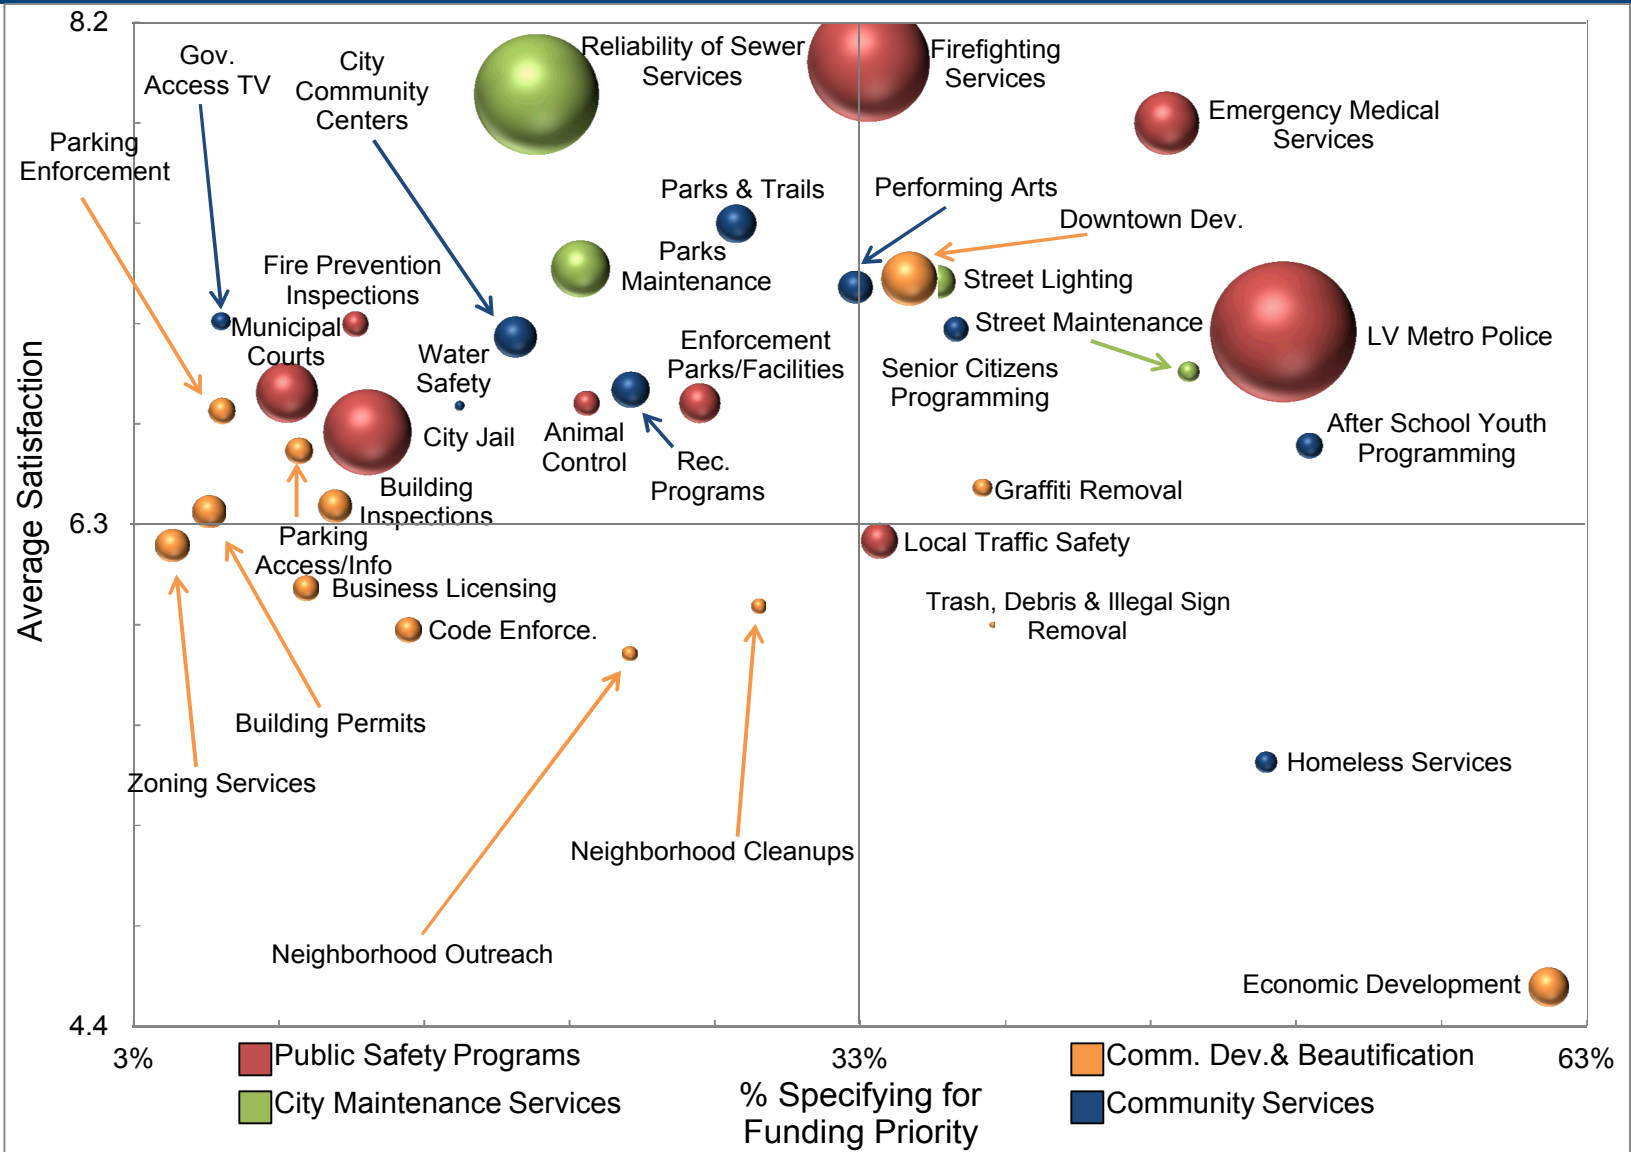 8.2
Gov.
Access TV
City
Community
Centers
Reliability of Sewer
Services
Firefighting
Services
Emergency Medical
Services
Parking
Enforcement
Parks & Trails
Performing Arts
Downtown Dev.
Parks
Maintenance
Fire Prevention
Inspections
Street Lighting
Municipal
Courts
Street Maintenance
LV Metro Police
Water
Safety
Enforcement
Parks/Facilities
Senior Citizens
Programming
City Jail
Animal
Control
Rec.
Programs
After School Youth
Programming
Building
Inspections
Graffiti Removal
Average Satisfaction
6.3
Parking
Access/Info
Local Traffic Safety
Business Licensing
Code Enforce.
Trash, Debris & Illegal Sign
Removal
Building Permits
Zoning Services
Homeless Services
Neighborhood Cleanups
Neighborhood Outreach
Economic Development
4.4
3%
33%
63%
Public Safety Programs
Comm. Dev.& Beautification
City Maintenance Services
Community Services
% Specifying for
Funding Priority